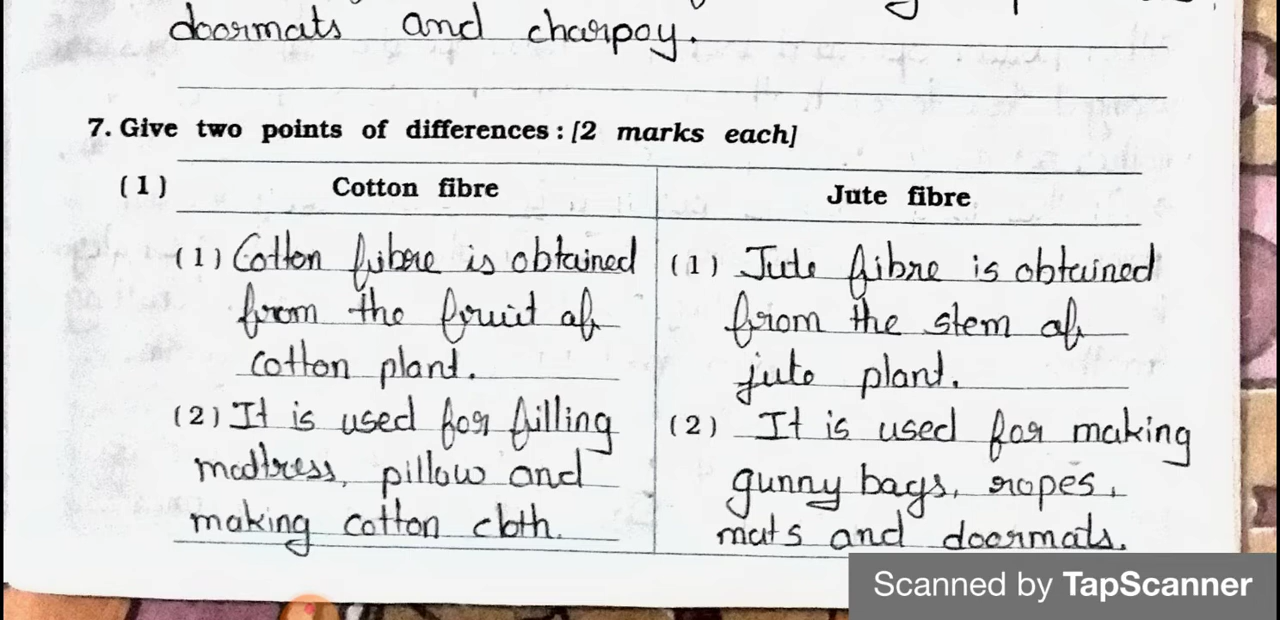 doormats and charpoy.
7. Give two points of differences : [2 marks each]
(1) Cotton fibre
Jute fibre
(1) Cotton fibre is obtained
from the fruit of
cotton plant.
(2) It is used for filling
mattress, pillow and
making cotton cloth.
(1) Jute fibre is obtained
from the stem of
jute plant.
(2) It is used for making
gunny bags, ropes,
mats and doormats.
Scanned by TapScanner